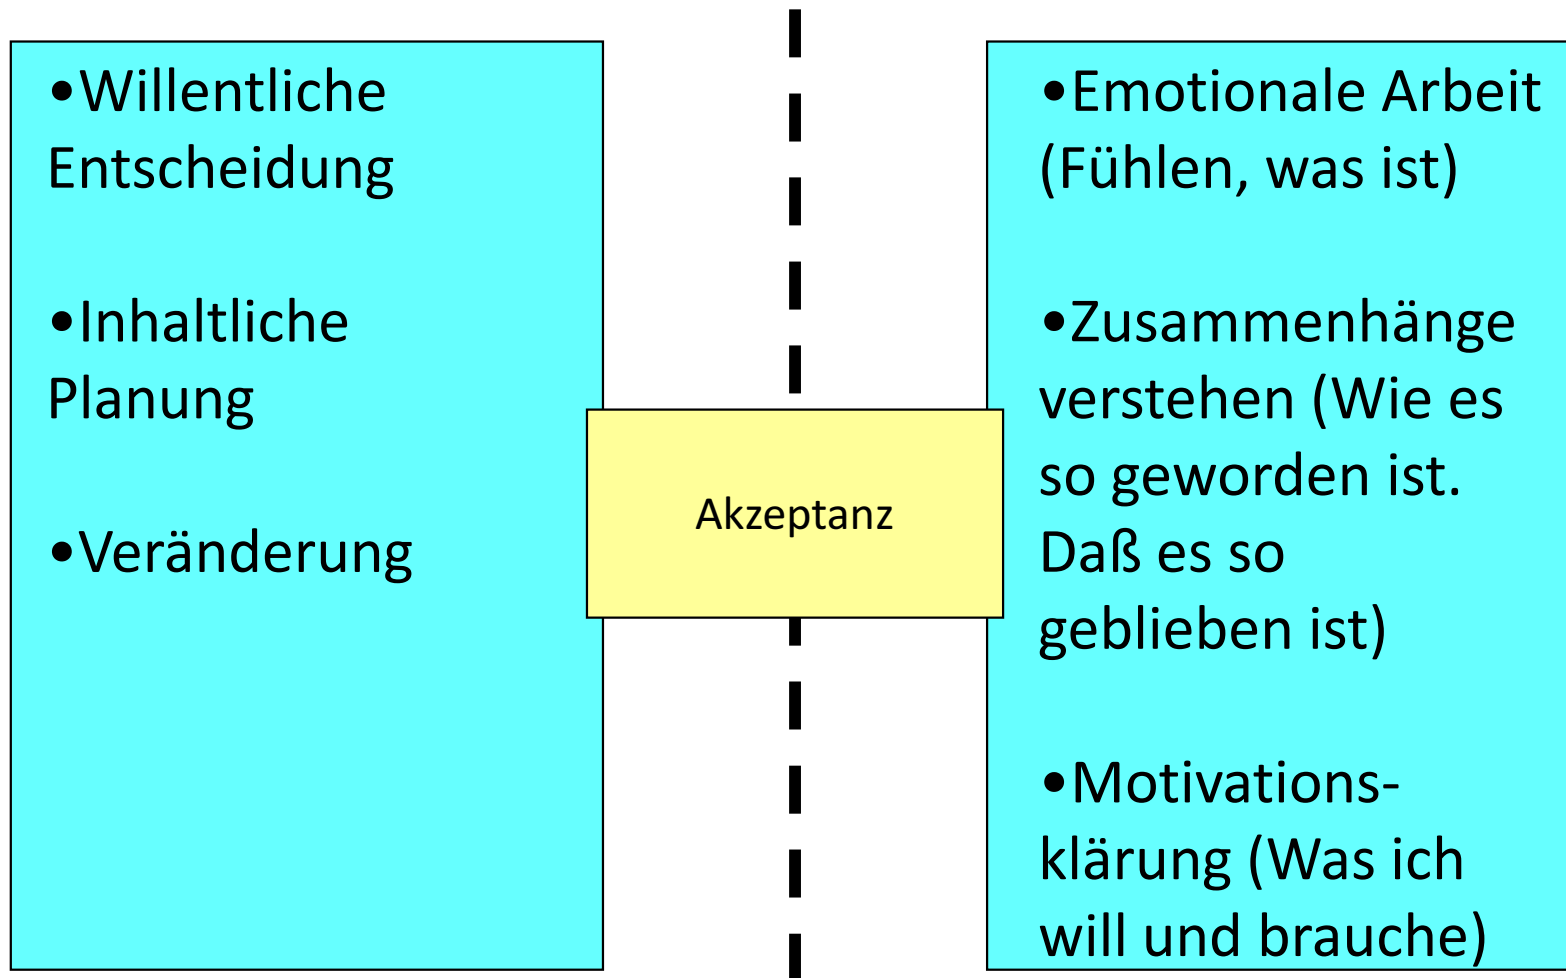 •Willentliche
Entscheidung
•Inhaltliche
Planung
•Veränderung
Akzeptanz
•Emotionale Arbeit
(Fühlen, was ist)
•Zusammenhänge
verstehen (Wie es
so geworden ist.
Daß es so
geblieben ist)
•Motivations-
klärung (Was ich
will und brauche)